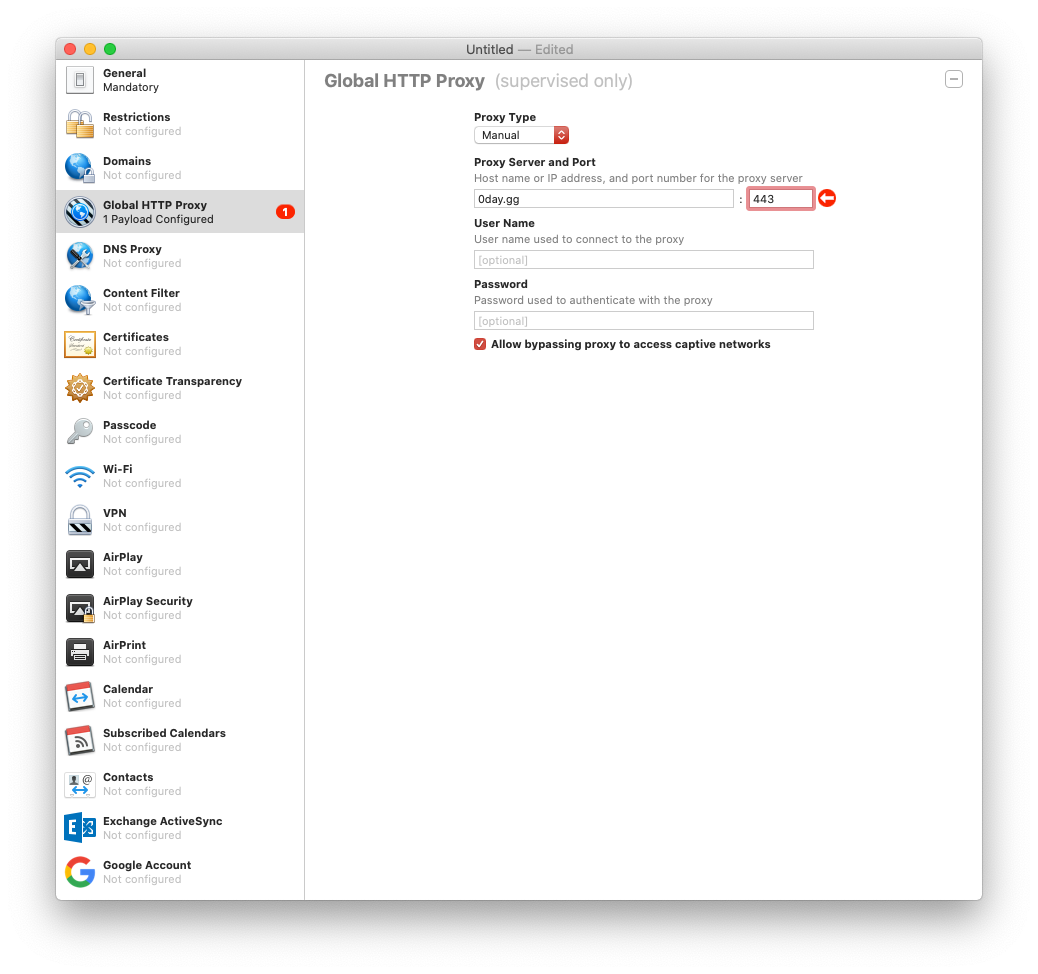 Untitled — Edited
General
Mandatory
Restrictions
Not configured
Domains
Not configured
Global HTTP Proxy
1 Payload Configured
1
DNS Proxy
Not configured
Content Filter
Not configured
Certificates
Not configured
Certificate Transparency
Not configured
Passcode
Not configured
Wi-Fi
Not configured
VPN
Not configured
AirPlay
Not configured
AirPlay Security
Not configured
AirPrint
Not configured
Calendar
Not configured
Subscribed Calendars
Not configured
Contacts
Not configured
Exchange ActiveSync
Not configured
Google Account
Not configured
Global HTTP Proxy (supervised only)
Proxy Type
Manual
Proxy Server and Port
Host name or IP address, and port number for the proxy server
0day.gg : 443
User Name
User name used to connect to the proxy
[optional]
Password
Password used to authenticate with the proxy
[optional]
Allow bypassing proxy to access captive networks